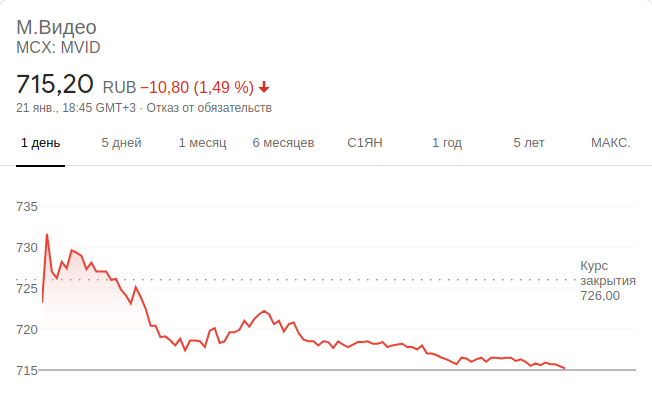 М.Видео
MCX: MVID
715,20 RUB −10,80 (1,49 %)
21 янв., 18:45 GMT+3 · Отказ от обязательств
1 день 5 дней 1 месяц 6 месяцев С1ЯН 1 год 5 лет МАКС.
735
730
Курс
725
закрытия
726,00
720
715